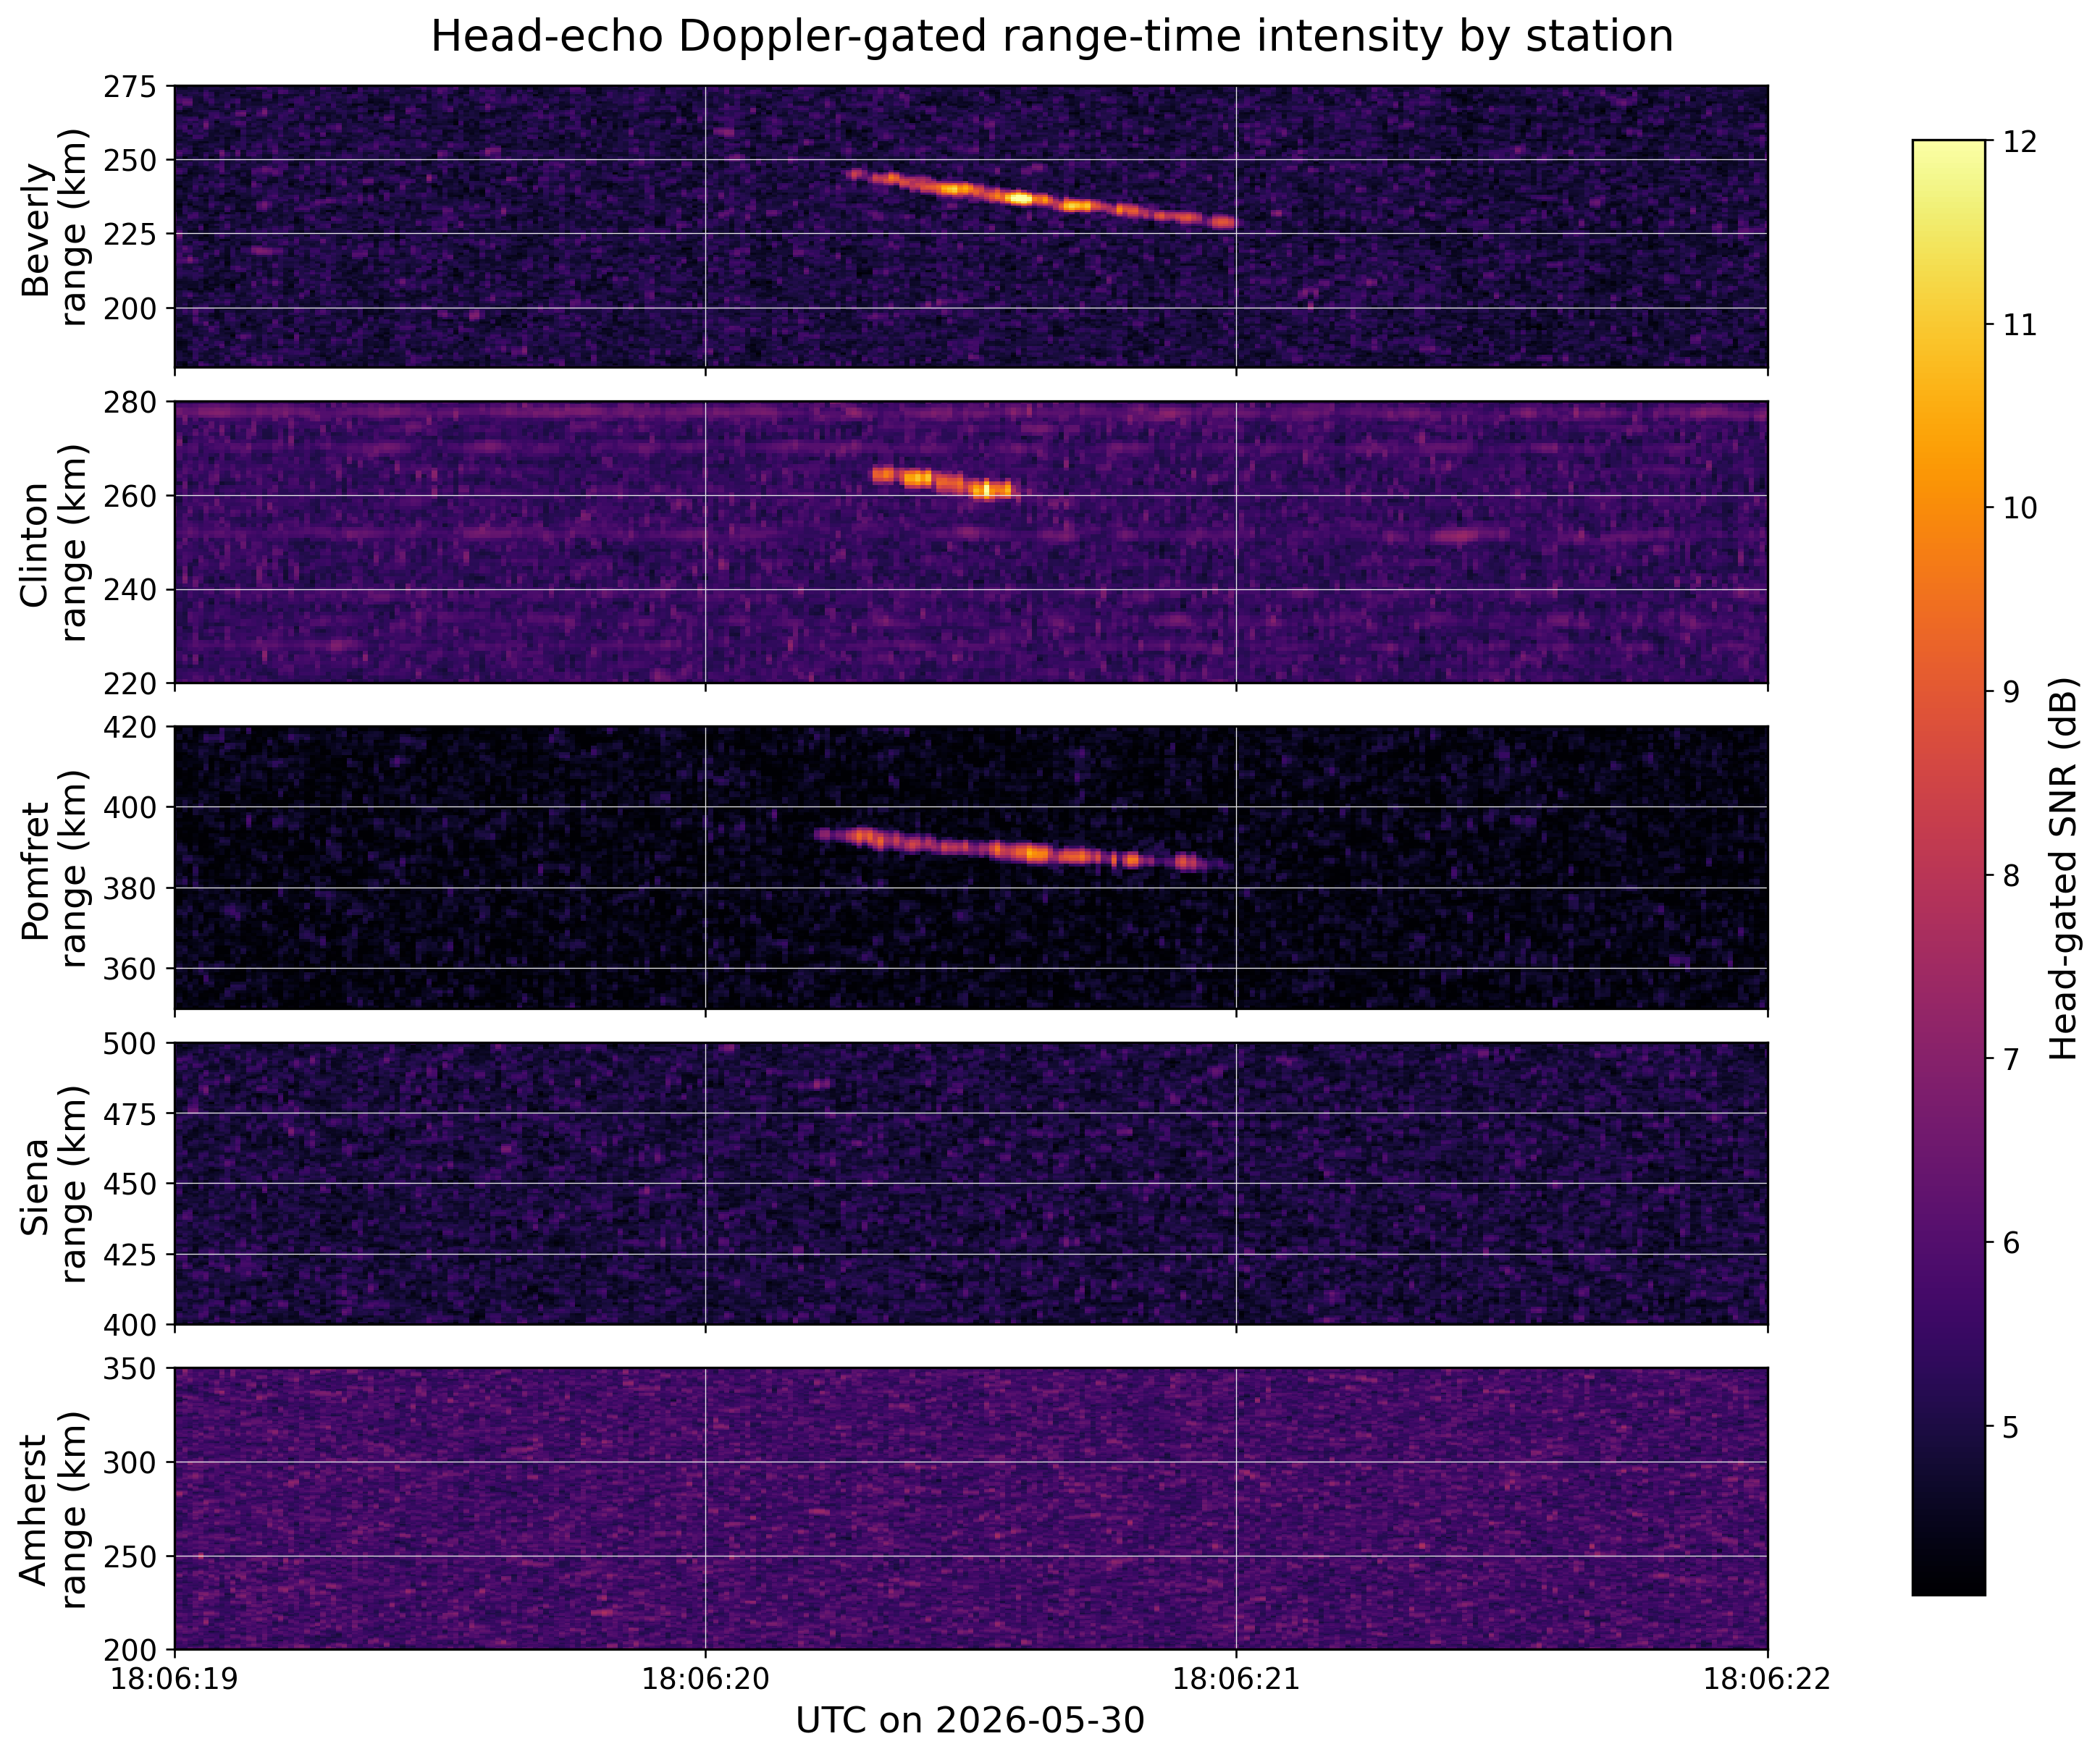 Head-echo Doppler-gated range-time intensity by station
Beverly
range (km)
275
250
225
200
Clinton
range (km)
280
260
240
220
Pomfret
range (km)
420
400
380
360
Siena
range (km)
500
475
450
425
400
Amherst
range (km)
350
300
250
200
18:06:19 18:06:20 18:06:21 18:06:22
UTC on 2026-05-30
12
11
10
9
8
7
6
5
Head-gated SNR (dB)